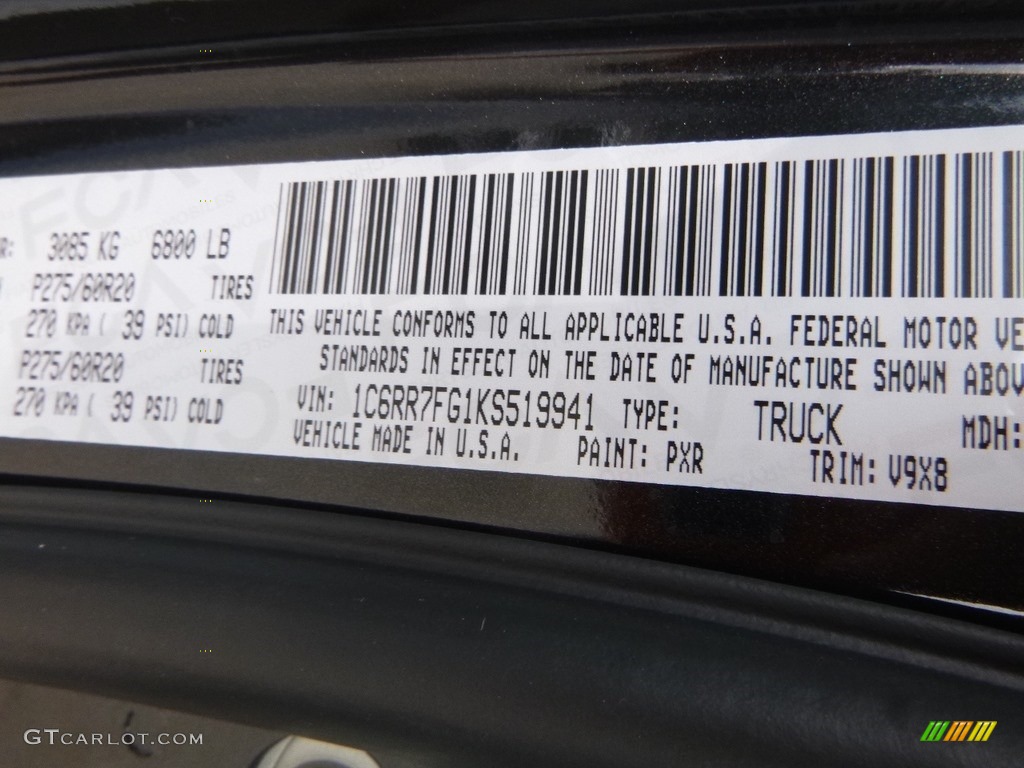 R: 3085 KG 6800 LB
P275/60R20 TIRES
270 KPA ( 39 PSI) COLD
P275/60R20 TIRES
270 KPA ( 39 PSI) COLD
THIS VEHICLE CONFORMS TO ALL APPLICABLE U.S.A. FEDERAL MOTOR VE
STANDARDS IN EFFECT ON THE DATE OF MANUFACTURE SHOWN ABOV
VIN: 1C6RR7FG1KS519941 TYPE: TRUCK MDH:
VEHICLE MADE IN U.S.A. PAINT: PXR TRIM: V9X8
GTCARLOT.COM